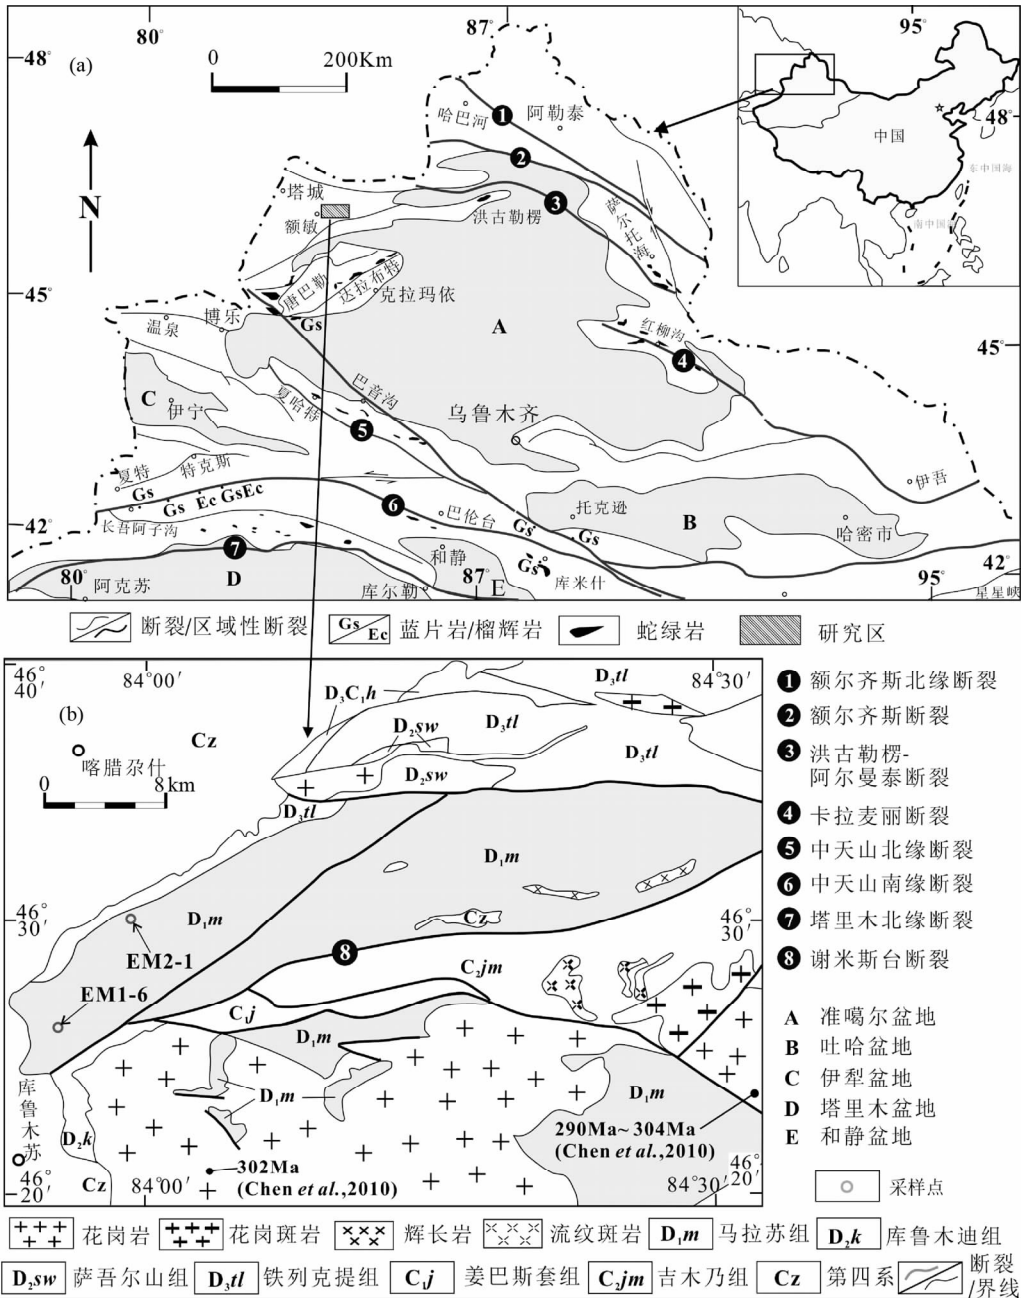 80°
87°
95°
48°
(a)
0
200Km
哈巴河
阿勒泰
1
2
3
48°
中国
东中国海
南中国海
N
塔城
额敏
洪古勒楞
萨尔托海
45°
唐巴勒
达拉布特
克拉玛依
Gs
博乐
温泉
A
红柳沟
4
45°
C
伊宁
夏哈特
巴音沟
5
乌鲁木齐
夏特
特克斯
Gs
Gs
Ec
Gs
Ec
长吾阿子沟
6
巴伦台
托克逊
B
伊吾
哈密市
42°
Gs
Gs
7
和静
Gs
库米什
42°
80°
阿克苏
D
库尔勒
87°
E
95°
星星峡
断裂/区域性断裂
Gs
Ec
蓝片岩/榴辉岩
蛇绿岩
研究区
46°
40′
84°00′
84°30′
(b)
Cz
喀腊尕什
0
8km
D₃C₁h
D₂sw
D₃tl
D₃tl
D₃tl
D₂sw
D₃tl
D₁m
D₁m
Cz
46°
30′
46°
30′
EM2-1
EM1-6
8
C₂jm
C₁j
D₁m
D₁m
D₁m
库鲁木苏
D₂k
Cz
290Ma~304Ma
(Chen et al.,2010)
302Ma
(Chen et al.,2010)
46°
20′
84°00′
84°30′
46°
20′
1 额尔齐斯北缘断裂
2 额尔齐斯断裂
3 洪古勒楞-
阿尔曼泰断裂
4 卡拉麦丽断裂
5 中天山北缘断裂
6 中天山南缘断裂
7 塔里木北缘断裂
8 谢米斯台断裂
A 准噶尔盆地
B 吐哈盆地
C 伊犁盆地
D 塔里木盆地
E 和静盆地
采样点
花岗岩
花岗斑岩
辉长岩
流纹斑岩
D₁m 马拉苏组
D₂k 库鲁木迪组
D₂sw 萨吾尔山组
D₃tl 铁列克提组
C₁j 姜巴斯套组
C₂jm 吉木乃组
Cz 第四系
断裂
/界线